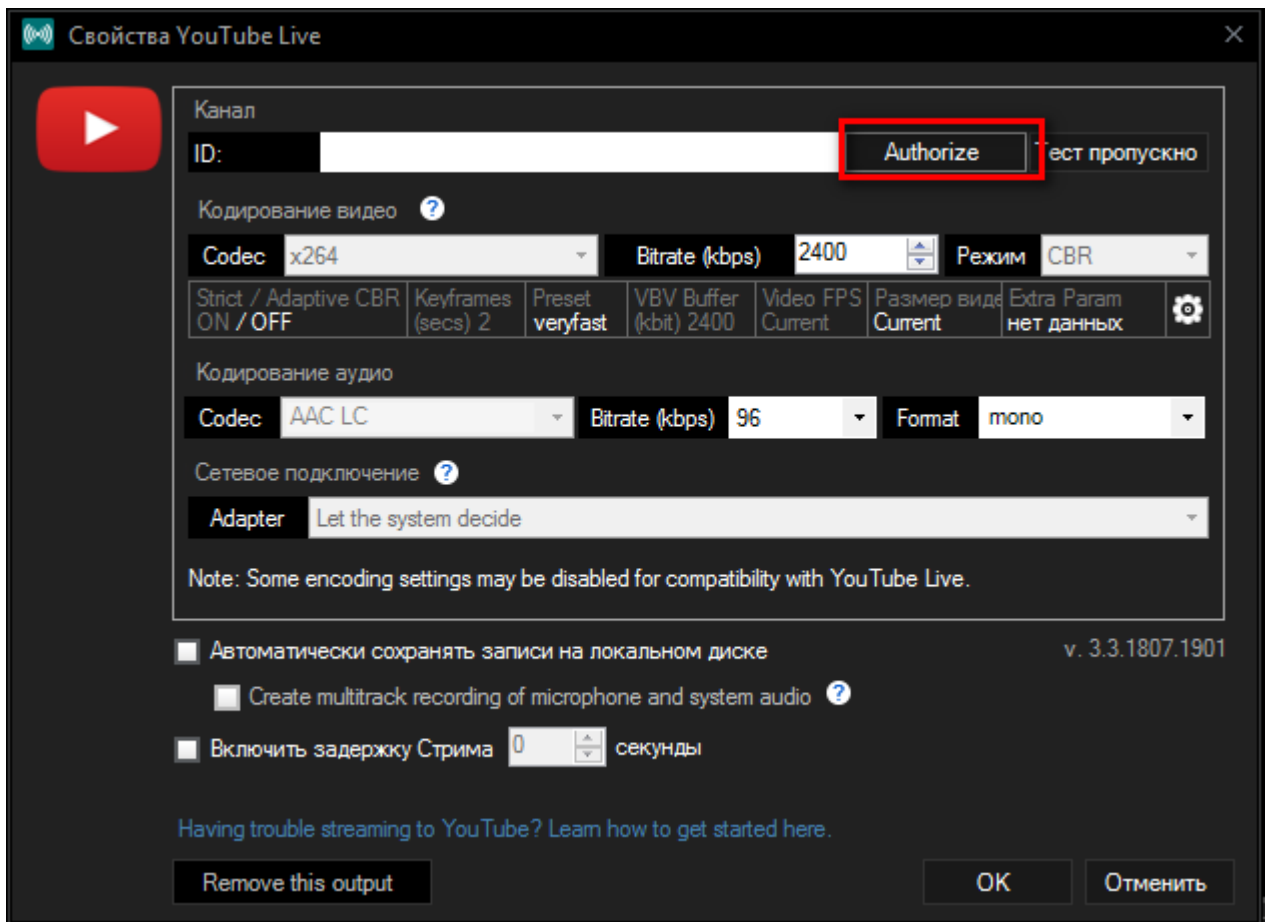 Свойства YouTube Live
Канал
ID: Authorize Тест пропускно
Кодирование видео ?
Codec x264 Bitrate (kbps) 2400 Режим CBR
Strict / Adaptive CBR Keyframes Preset VBV Buffer Video FPS Размер виде Extra Param
ON / OFF (secs) 2 veryfast (kbit) 2400 Current Current нет данных
Кодирование аудио
Codec AAC LC Bitrate (kbps) 96 Format mono
Сетевое подключение ?
Adapter Let the system decide
Note: Some encoding settings may be disabled for compatibility with YouTube Live.
Автоматически сохранять записи на локальном диске v. 3.3.1807.1901
Create multitrack recording of microphone and system audio ?
Включить задержку Стрима 0 секунды
Having trouble streaming to YouTube? Learn how to get started here.
Remove this output OK Отменить